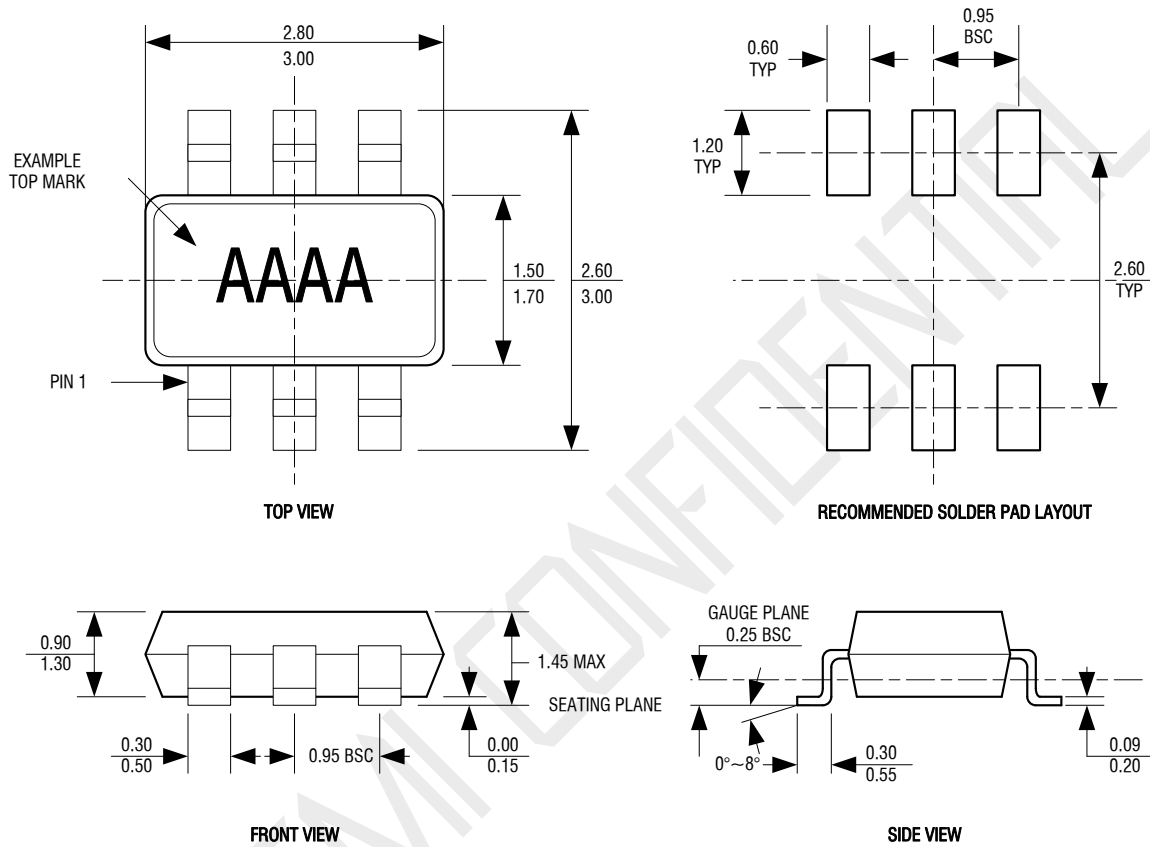 2.80
3.00
EXAMPLE
TOP MARK
AAAA
1.50
1.70
2.60
3.00
PIN 1
TOP VIEW
0.60
TYP
0.95
BSC
1.20
TYP
2.60
TYP
RECOMMENDED SOLDER PAD LAYOUT
0.90
1.30
1.45 MAX
SEATING PLANE
0.30
0.50
0.95 BSC
0.00
0.15
FRONT VIEW
GAUGE PLANE
0.25 BSC
0°~8°
0.30
0.55
0.09
0.20
SIDE VIEW
CONFIDENTIAL